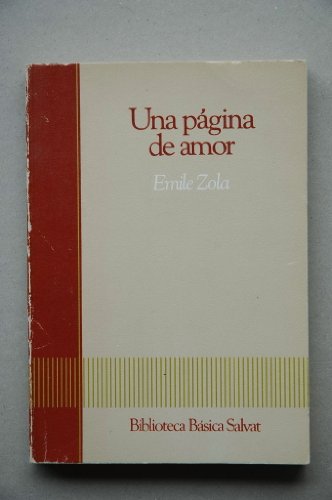 Una página
de amor
Emile Zola
Biblioteca Básica Salvat